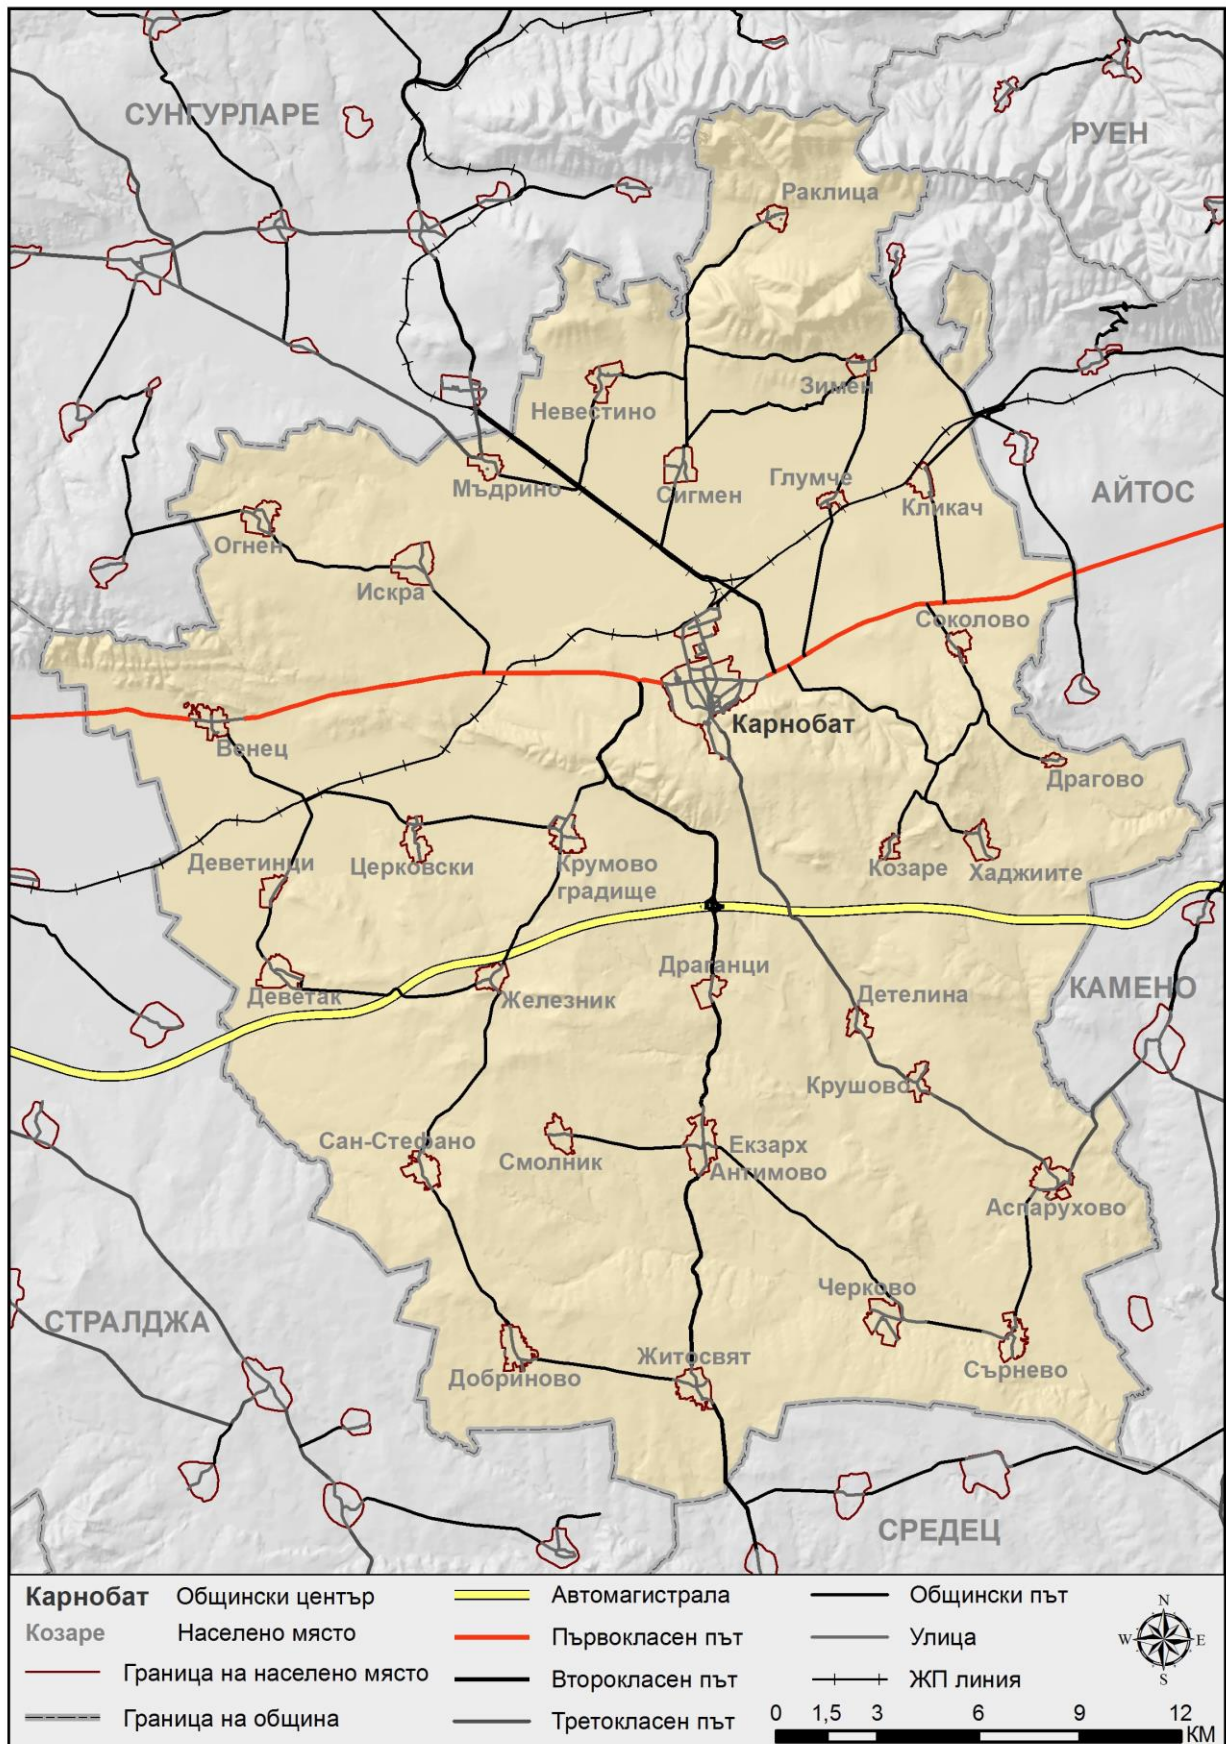 СУНГУРЛАРЕ
РУЕН
Раклица
Зимен
Невестино
Мъдрино
Сигмен
Глумче
Кликач
АЙТОС
Огнен
Искра
Соколово
Венец
Карнобат
Драгово
Деветинци
Церковски
Крумово
градище
Козаре
Хаджиите
Деветак
Железник
Драганци
Детелина
КАМЕНО
Крушово
Сан-Стефано
Смолник
Екзарх
Антимово
Аспарухово
Черково
СТРАЛДЖА
Добриново
Житосвят
Сърнево
СРЕДЕЦ
Карнобат Общински център
Козаре Населено място
Граница на населено място
Граница на община
Автомагистрала
Първокласен път
Второкласен път
Третокласен път
Общински път
Улица
ЖП линия
N
W E
S
0 1,5 3 6 9 12
КМ